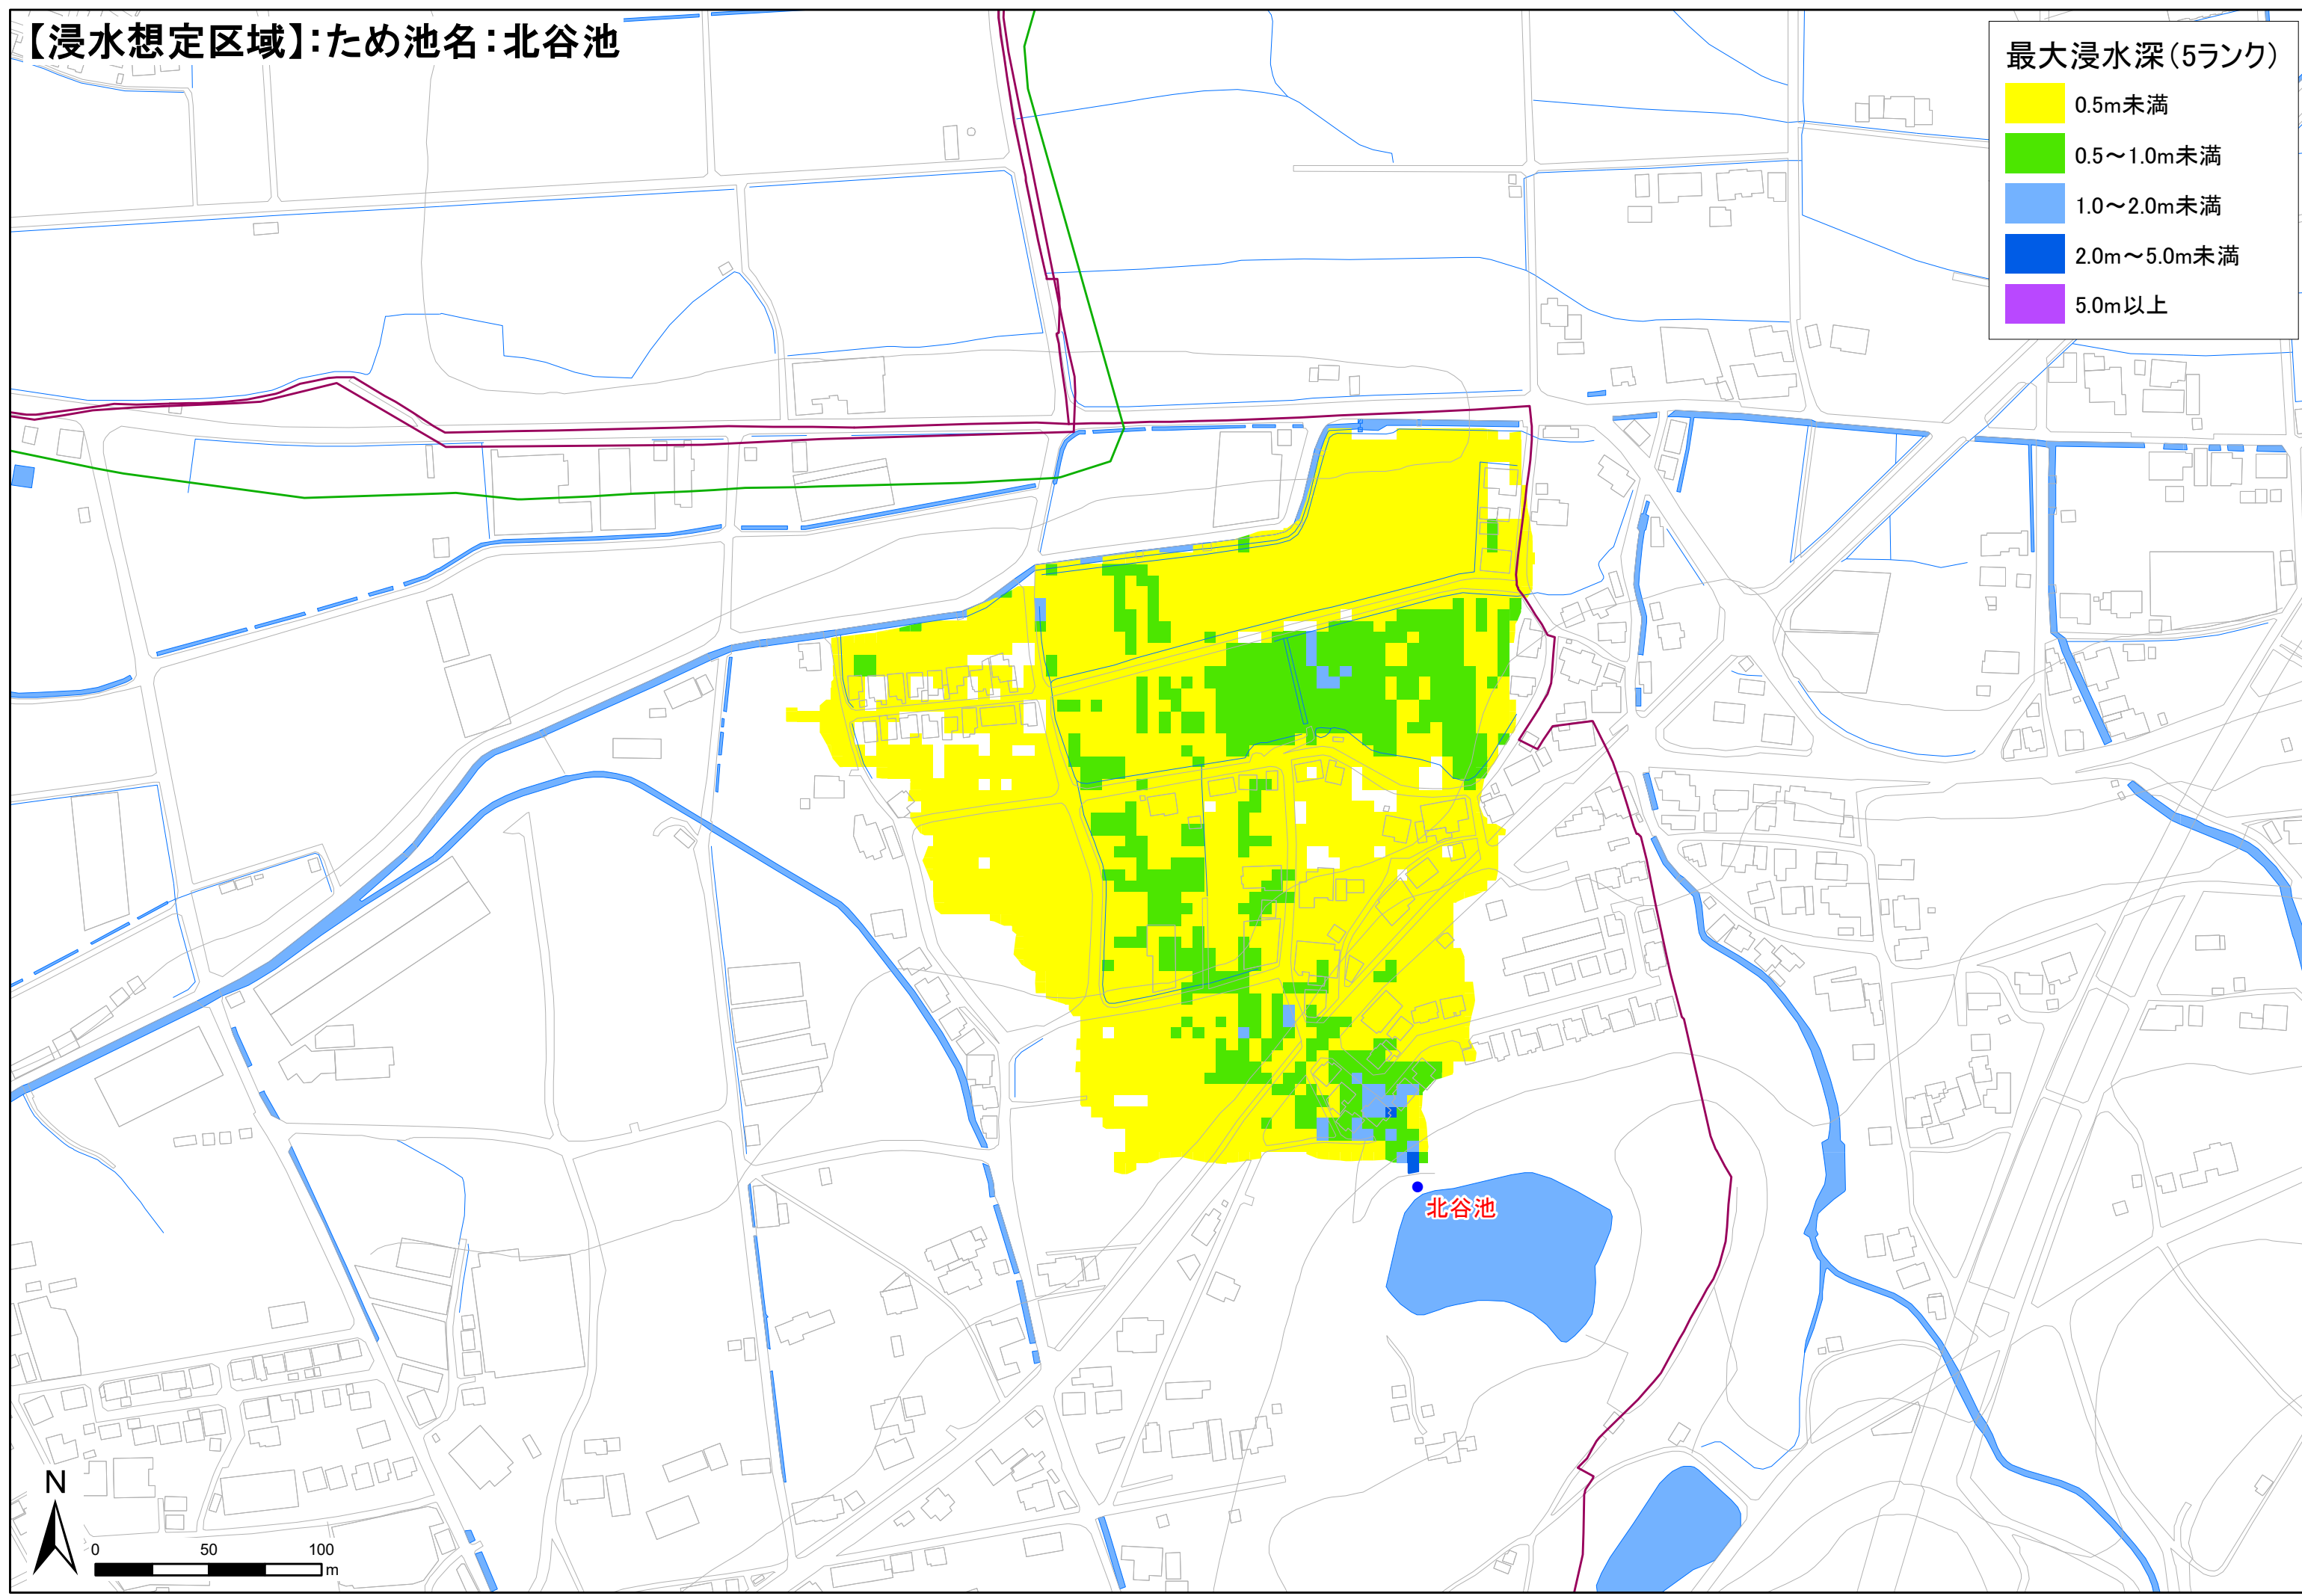 【浸水想定区域】:ため池名:北谷池
最大浸水深(5ランク)
0.5m未満
0.5～1.0m未満
1.0～2.0m未満
2.0m～5.0m未満
5.0m以上
北谷池
N
0 50 100
m